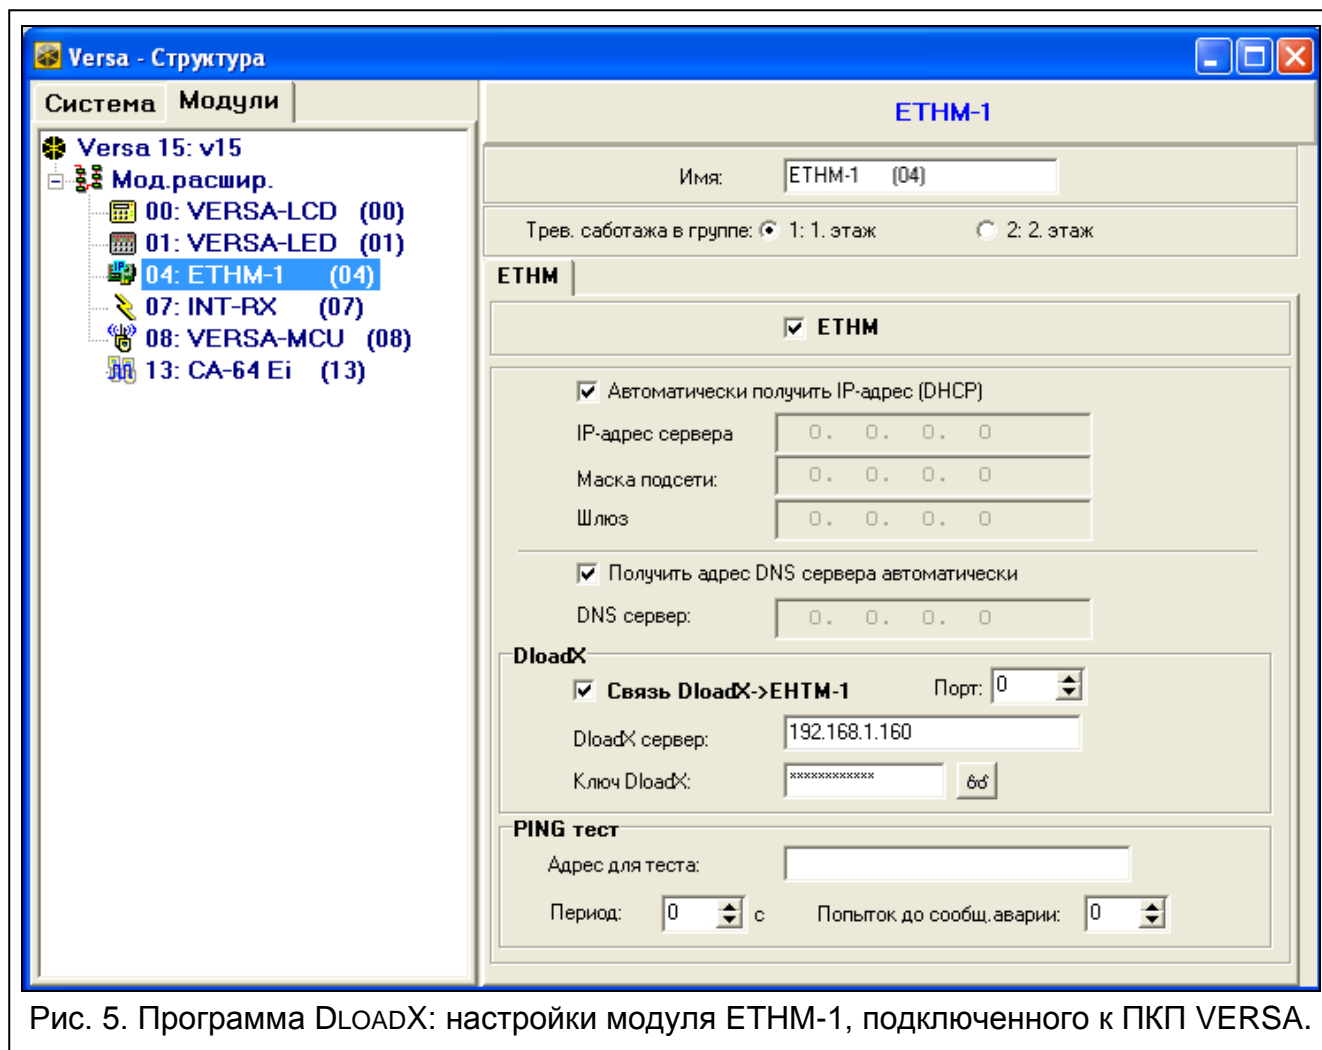 Versa - Структура
Система Модули
Versa 15: v15
Мод.расшир.
00: VERSA-LCD (00)
01: VERSA-LED (01)
04: ETHM-1 (04)
07: INT-RX (07)
08: VERSA-MCU (08)
13: CA-64 Ei (13)
ETHM-1
Имя: ETHM-1 (04)
Трев. саботажа в группе: 1: 1. этаж 2: 2. этаж
ETHM
ETHM
Автоматически получить IP-адрес (DHCP)
IP-адрес сервера 0. 0. 0. 0
Маска подсети: 0. 0. 0. 0
Шлюз 0. 0. 0. 0
Получить адрес DNS сервера автоматически
DNS сервер: 0. 0. 0. 0
DloadX
Связь DloadX->EHTM-1 Порт: 0
DloadX сервер: 192.168.1.160
Ключ DloadX: xxxxxxxxxxxx
PING тест
Адрес для теста:
Период: 0 с Попыток до сообщ.аварии: 0
Рис. 5. Программа DLOADX: настройки модуля ETHM-1, подключенного к ПКП VERSA.